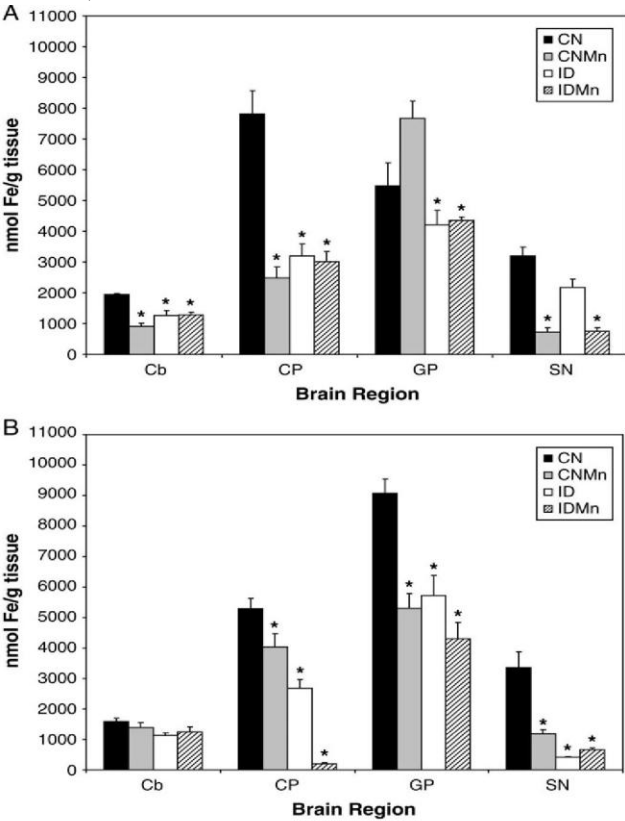 A
11000
10000
9000
8000
7000
6000
5000
4000
3000
2000
1000
0
nmol Fe/g tissue
CN
CNMn
ID
IDMn
* * *
* * *
* *
* *
Cb CP GP SN
Brain Region
B
11000
10000
9000
8000
7000
6000
5000
4000
3000
2000
1000
0
nmol Fe/g tissue
CN
CNMn
ID
IDMn
* * *
* * *
* * *
Cb CP GP SN
Brain Region